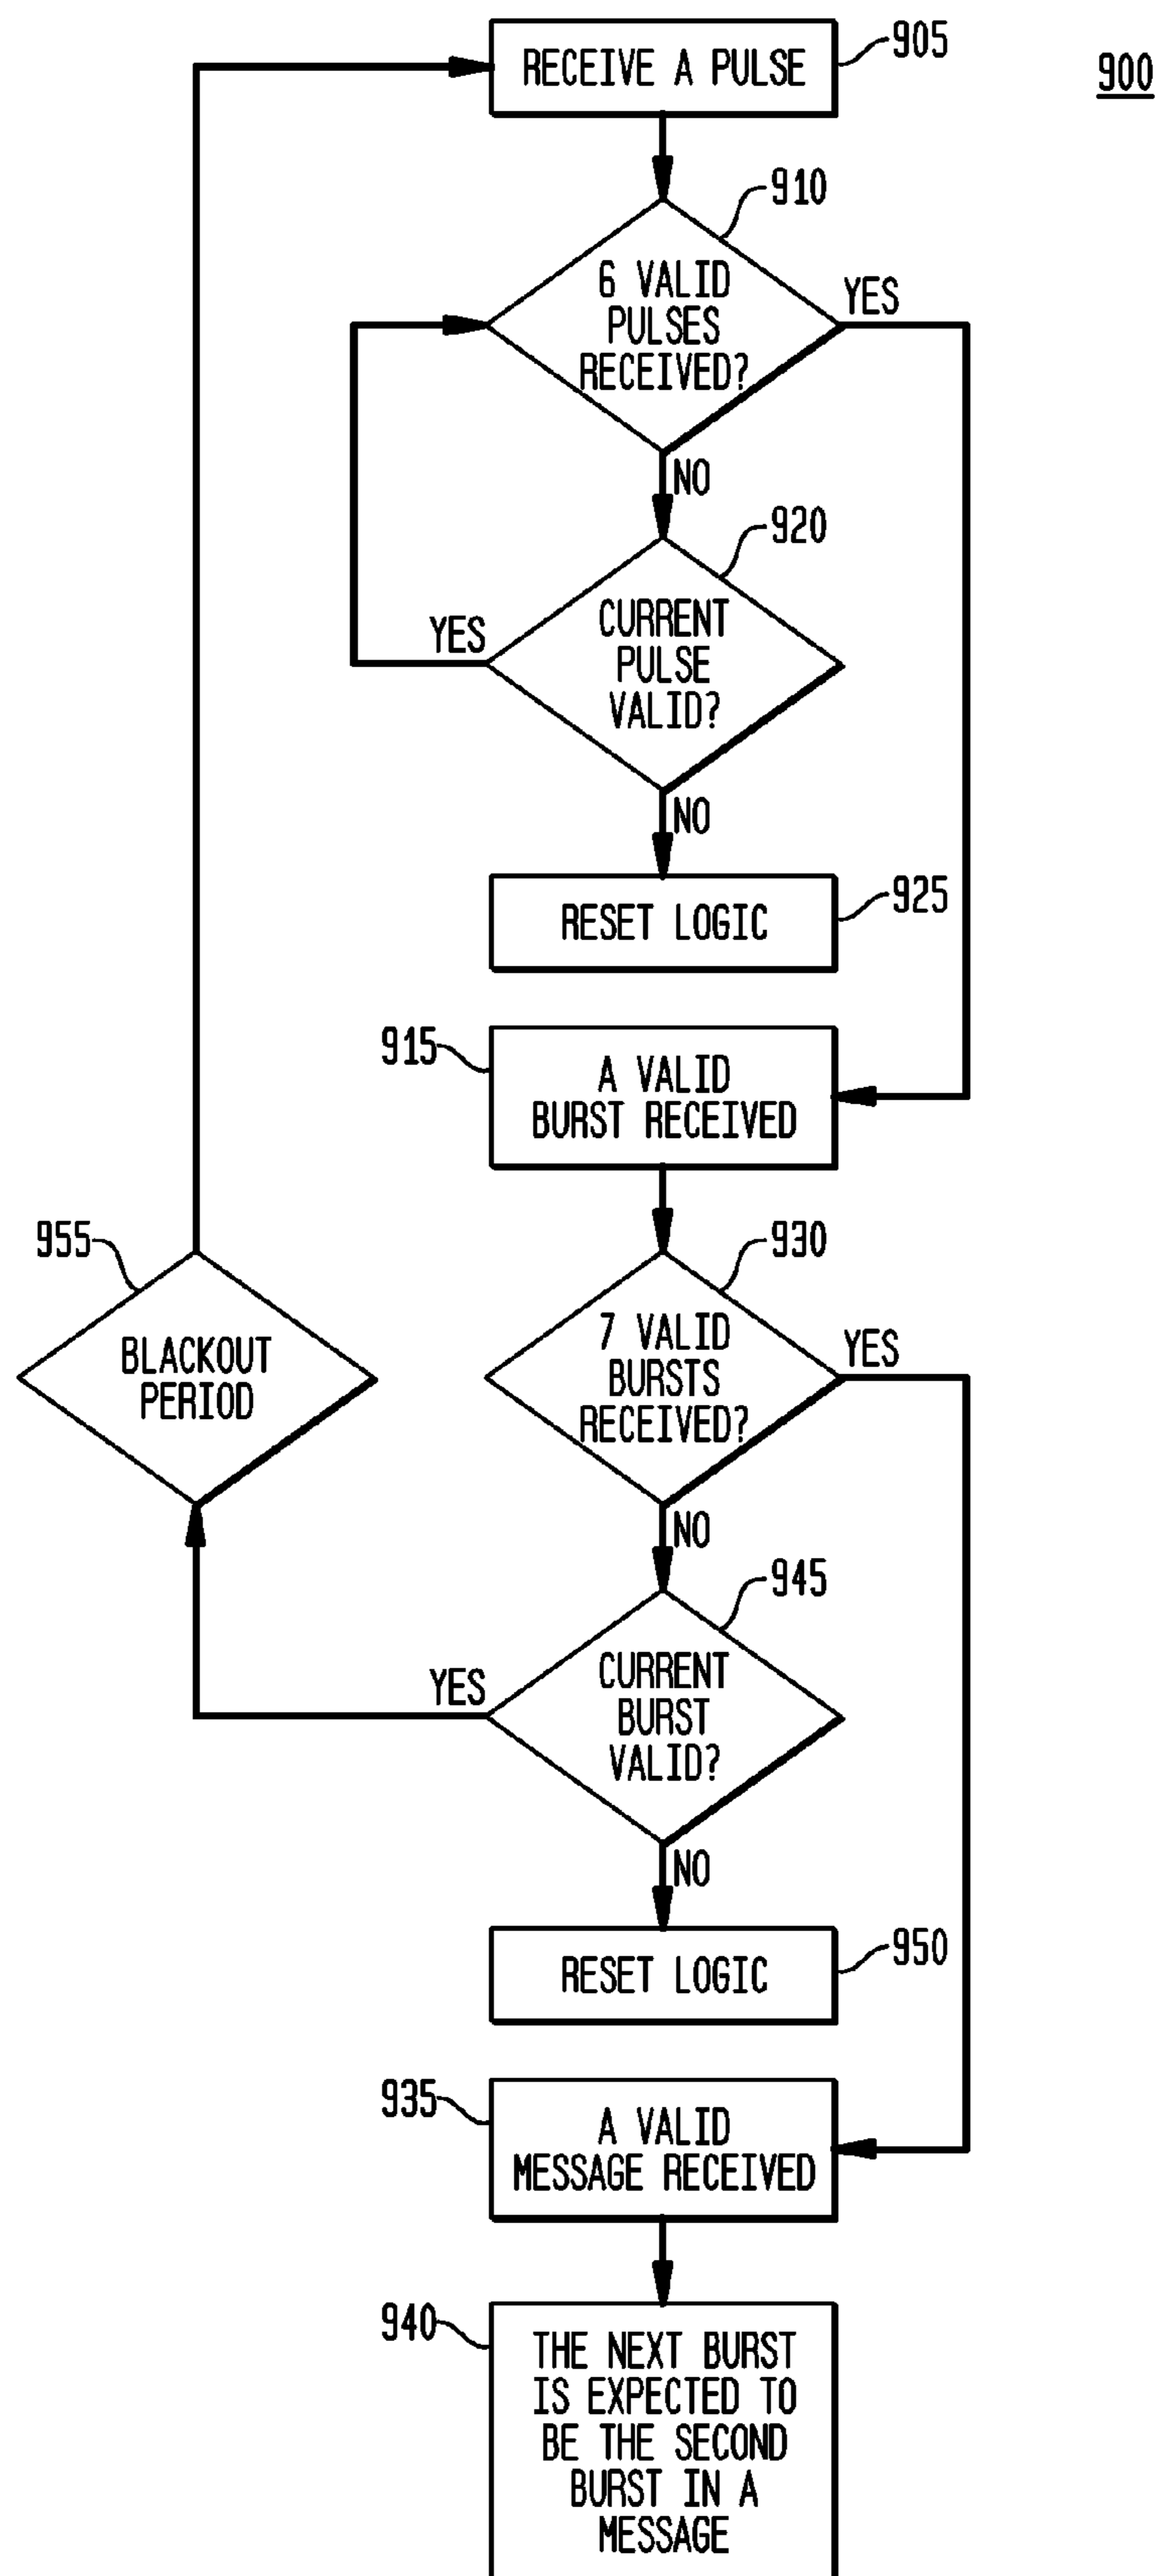 RECEIVE A PULSE
905
900
910
6 VALID
PULSES
RECEIVED?
YES
NO
920
CURRENT
PULSE
VALID?
YES
NO
RESET LOGIC
925
915
A VALID
BURST RECEIVED
955
BLACKOUT
PERIOD
930
7 VALID
BURSTS
RECEIVED?
YES
NO
945
CURRENT
BURST
VALID?
YES
NO
RESET LOGIC
950
935
A VALID
MESSAGE RECEIVED
940
THE NEXT BURST
IS EXPECTED TO
BE THE SECOND
BURST IN A
MESSAGE